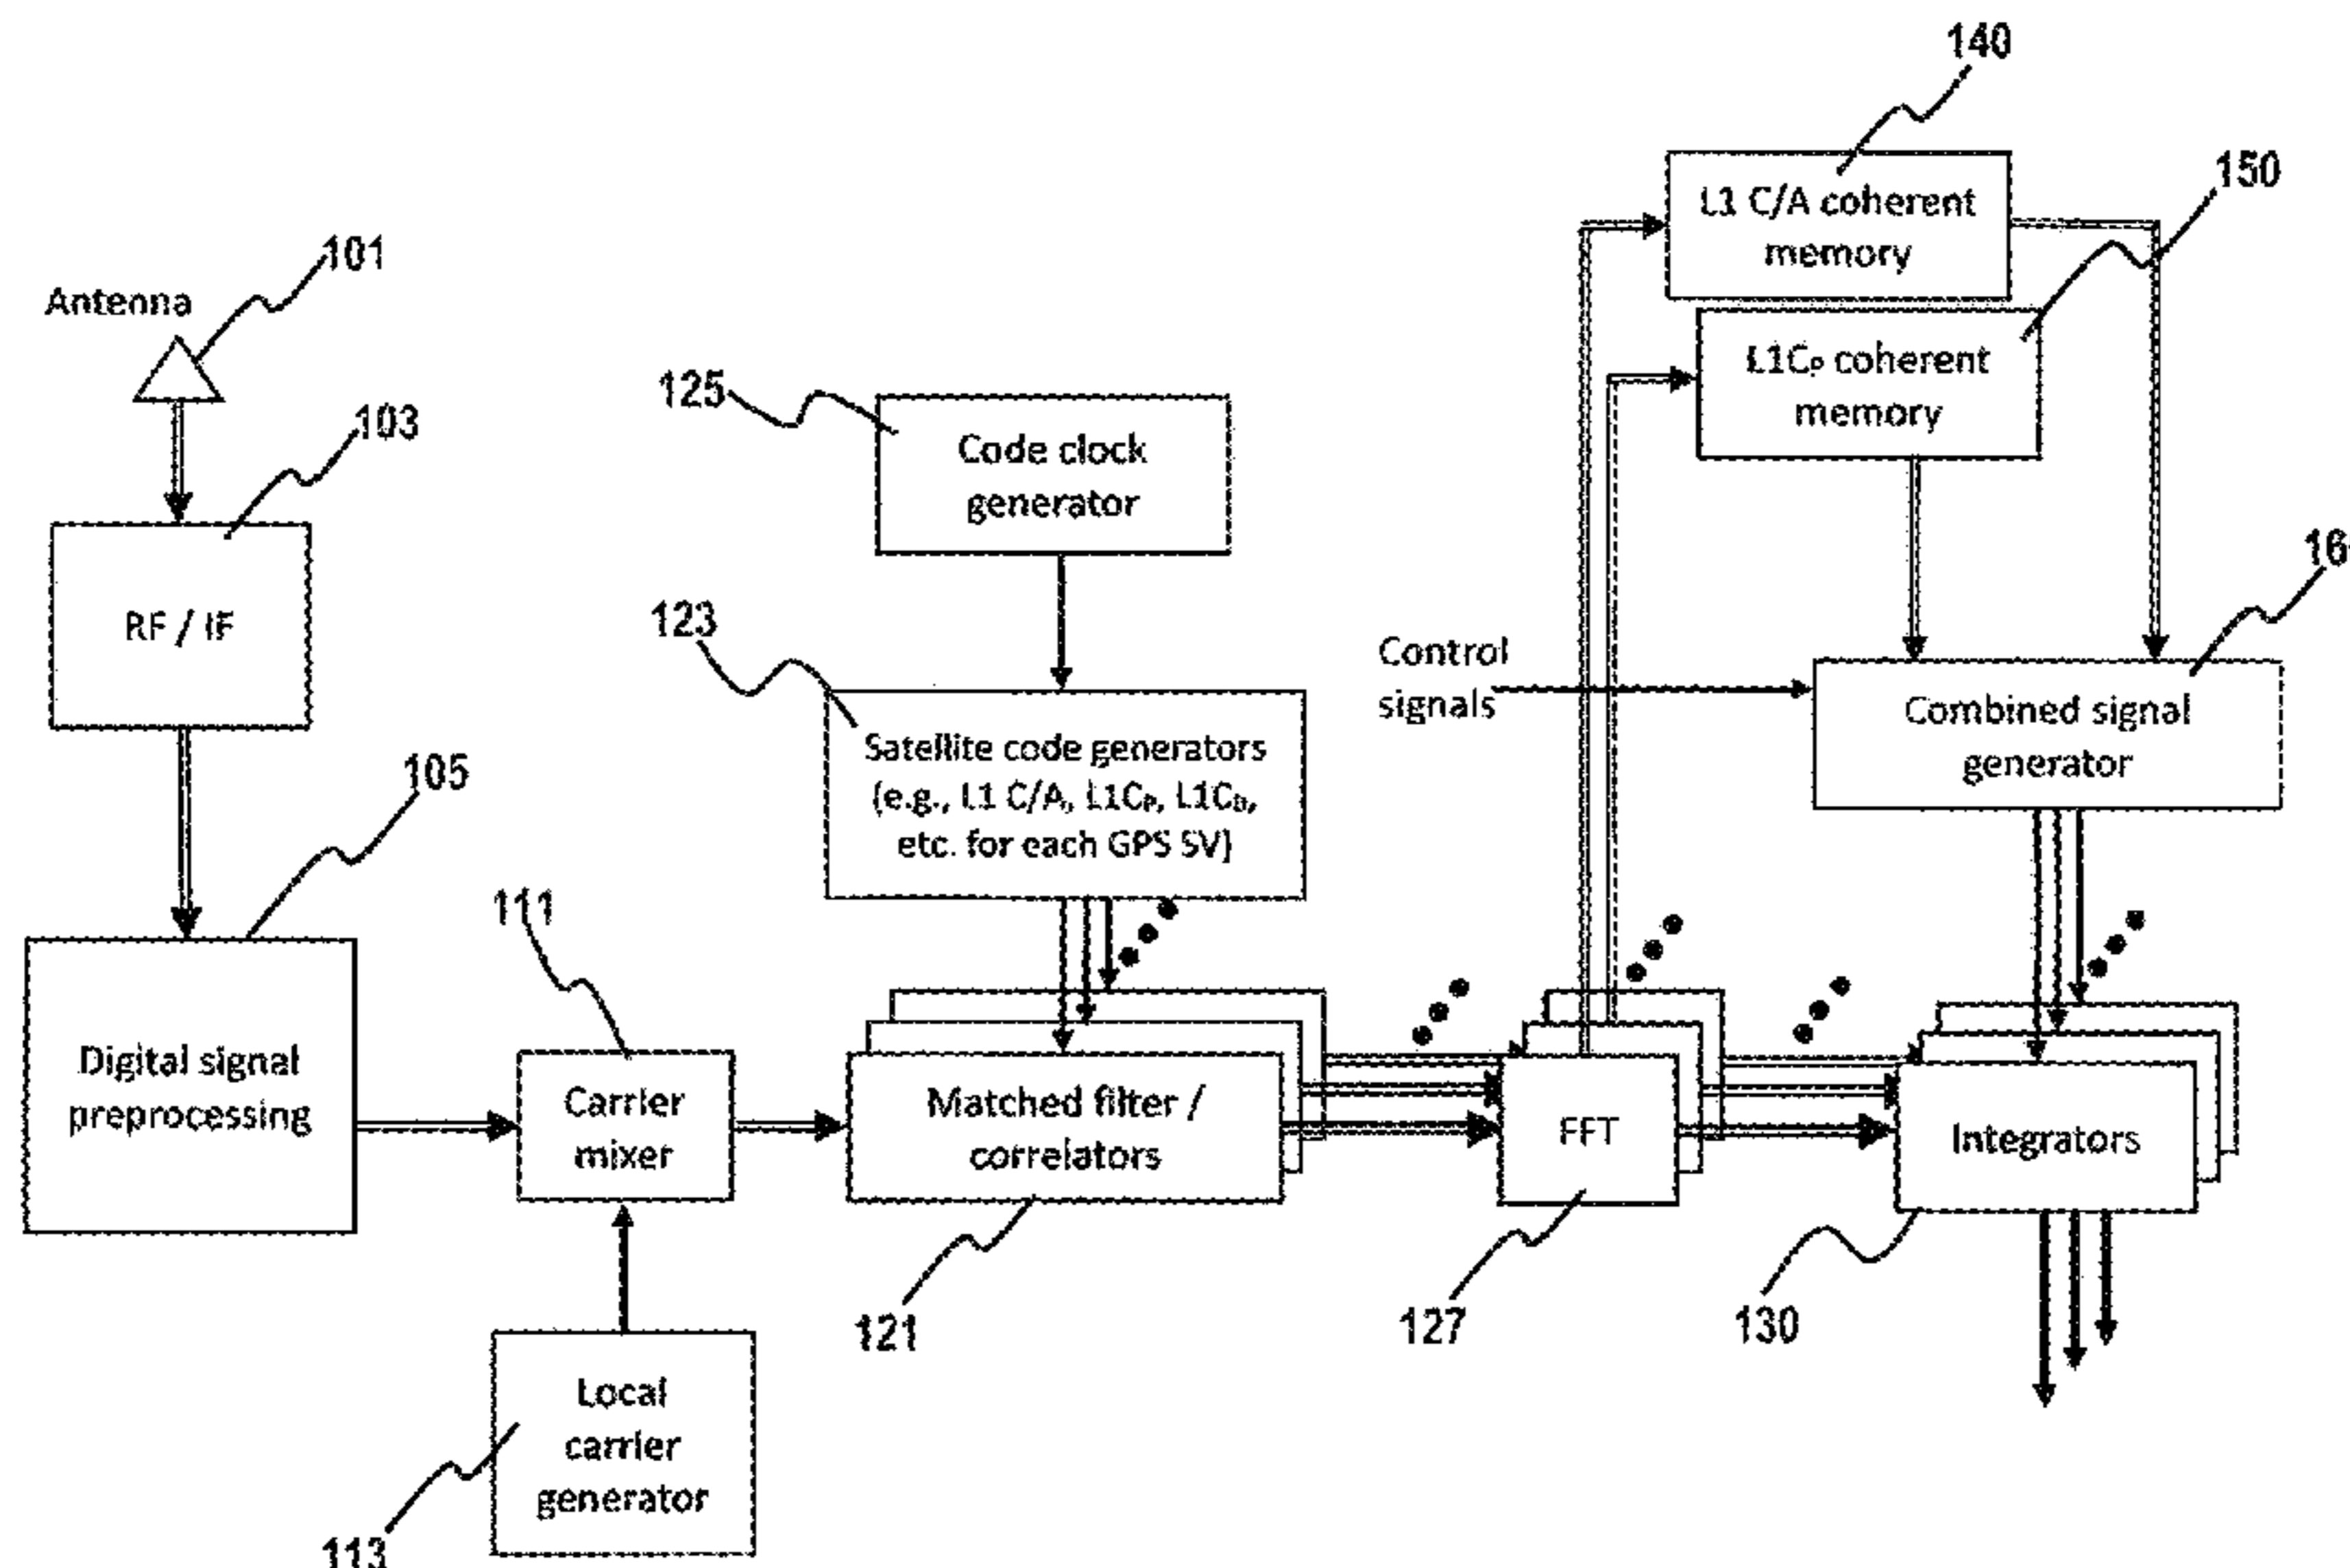 140
150
L1 C/A coherent
memory
101
Antenna
L1Cₚ coherent
memory
125
103
Code clock
generator
16
123
RF / IF
Control
signals
Combined signal
generator
Satellite code generators
(e.g., L1 C/A, L1Cₚ, L1C_D,
etc. for each GPS SV)
105
111
Digital signal
preprocessing
Carrier
mixer
Matched filter /
correlators
FFT
Integrators
121
127
130
Local
carrier
generator
113